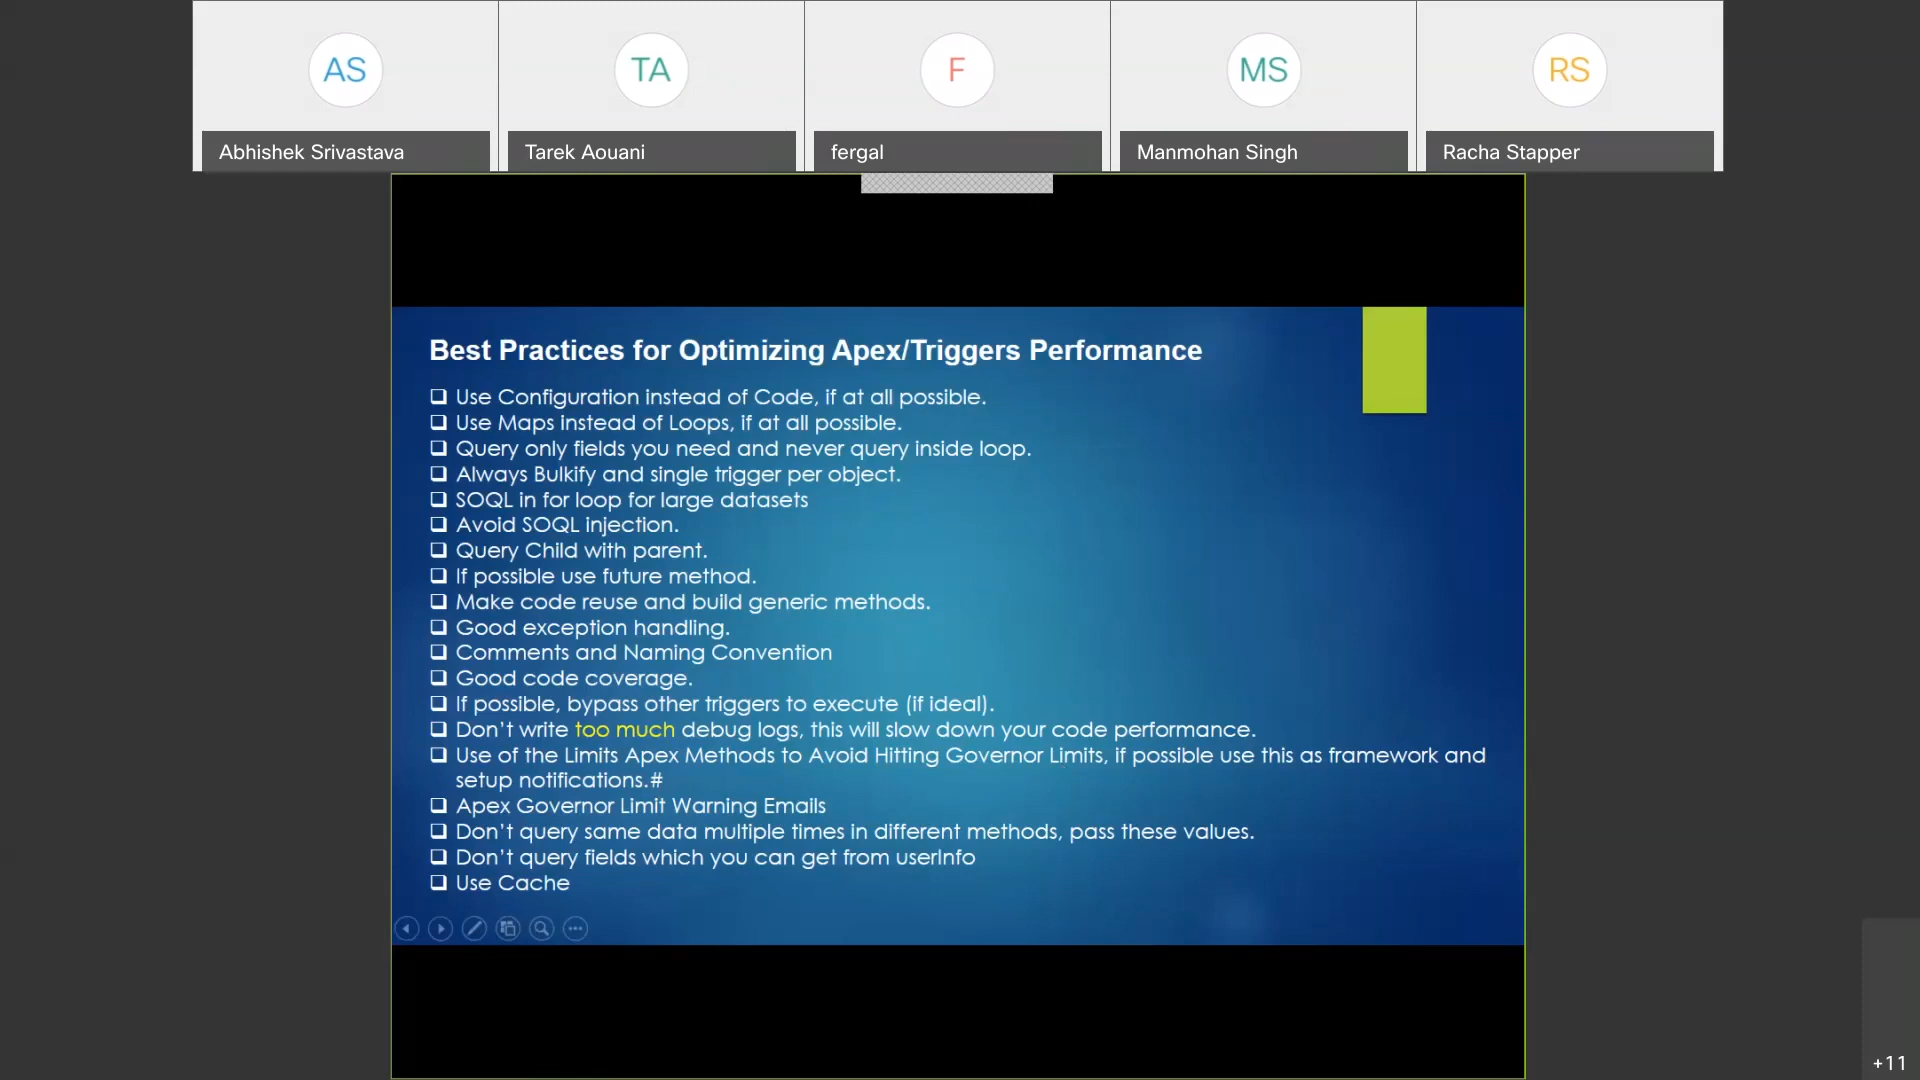 AS
TA
F
MS
RS
Abhishek Srivastava
Tarek Aouani
fergal
Manmohan Singh
Racha Stapper
Best Practices for Optimizing Apex/Triggers Performance
Use Configuration instead of Code, if at all possible.
Use Maps instead of Loops, if at all possible.
Query only fields you need and never query inside loop.
Always Bulkify and single trigger per object.
SOQL in for loop for large datasets
Avoid SOQL injection.
Query Child with parent.
If possible use future method.
Make code reuse and build generic methods.
Good exception handling.
Comments and Naming Convention
Good code coverage.
If possible, bypass other triggers to execute (if ideal).
Don't write too much debug logs, this will slow down your code performance.
Use of the Limits Apex Methods to Avoid Hitting Governor Limits, if possible use this as framework and
setup notifications.#
Apex Governor Limit Warning Emails
Don't query same data multiple times in different methods, pass these values.
Don't query fields which you can get from userInfo
Use Cache
+11